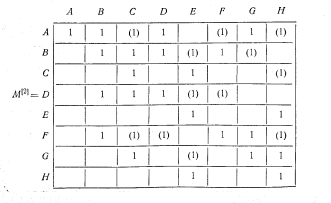 A B C D E F G H
A 1 1 (1) 1 (1) 1 (1)
B 1 1 1 (1) 1 (1)
C 1 1 (1)
M[2]= D 1 1 1 (1) (1)
E 1 1
F 1 (1) (1) 1 1 (1)
G 1 (1) 1 1
H 1 1